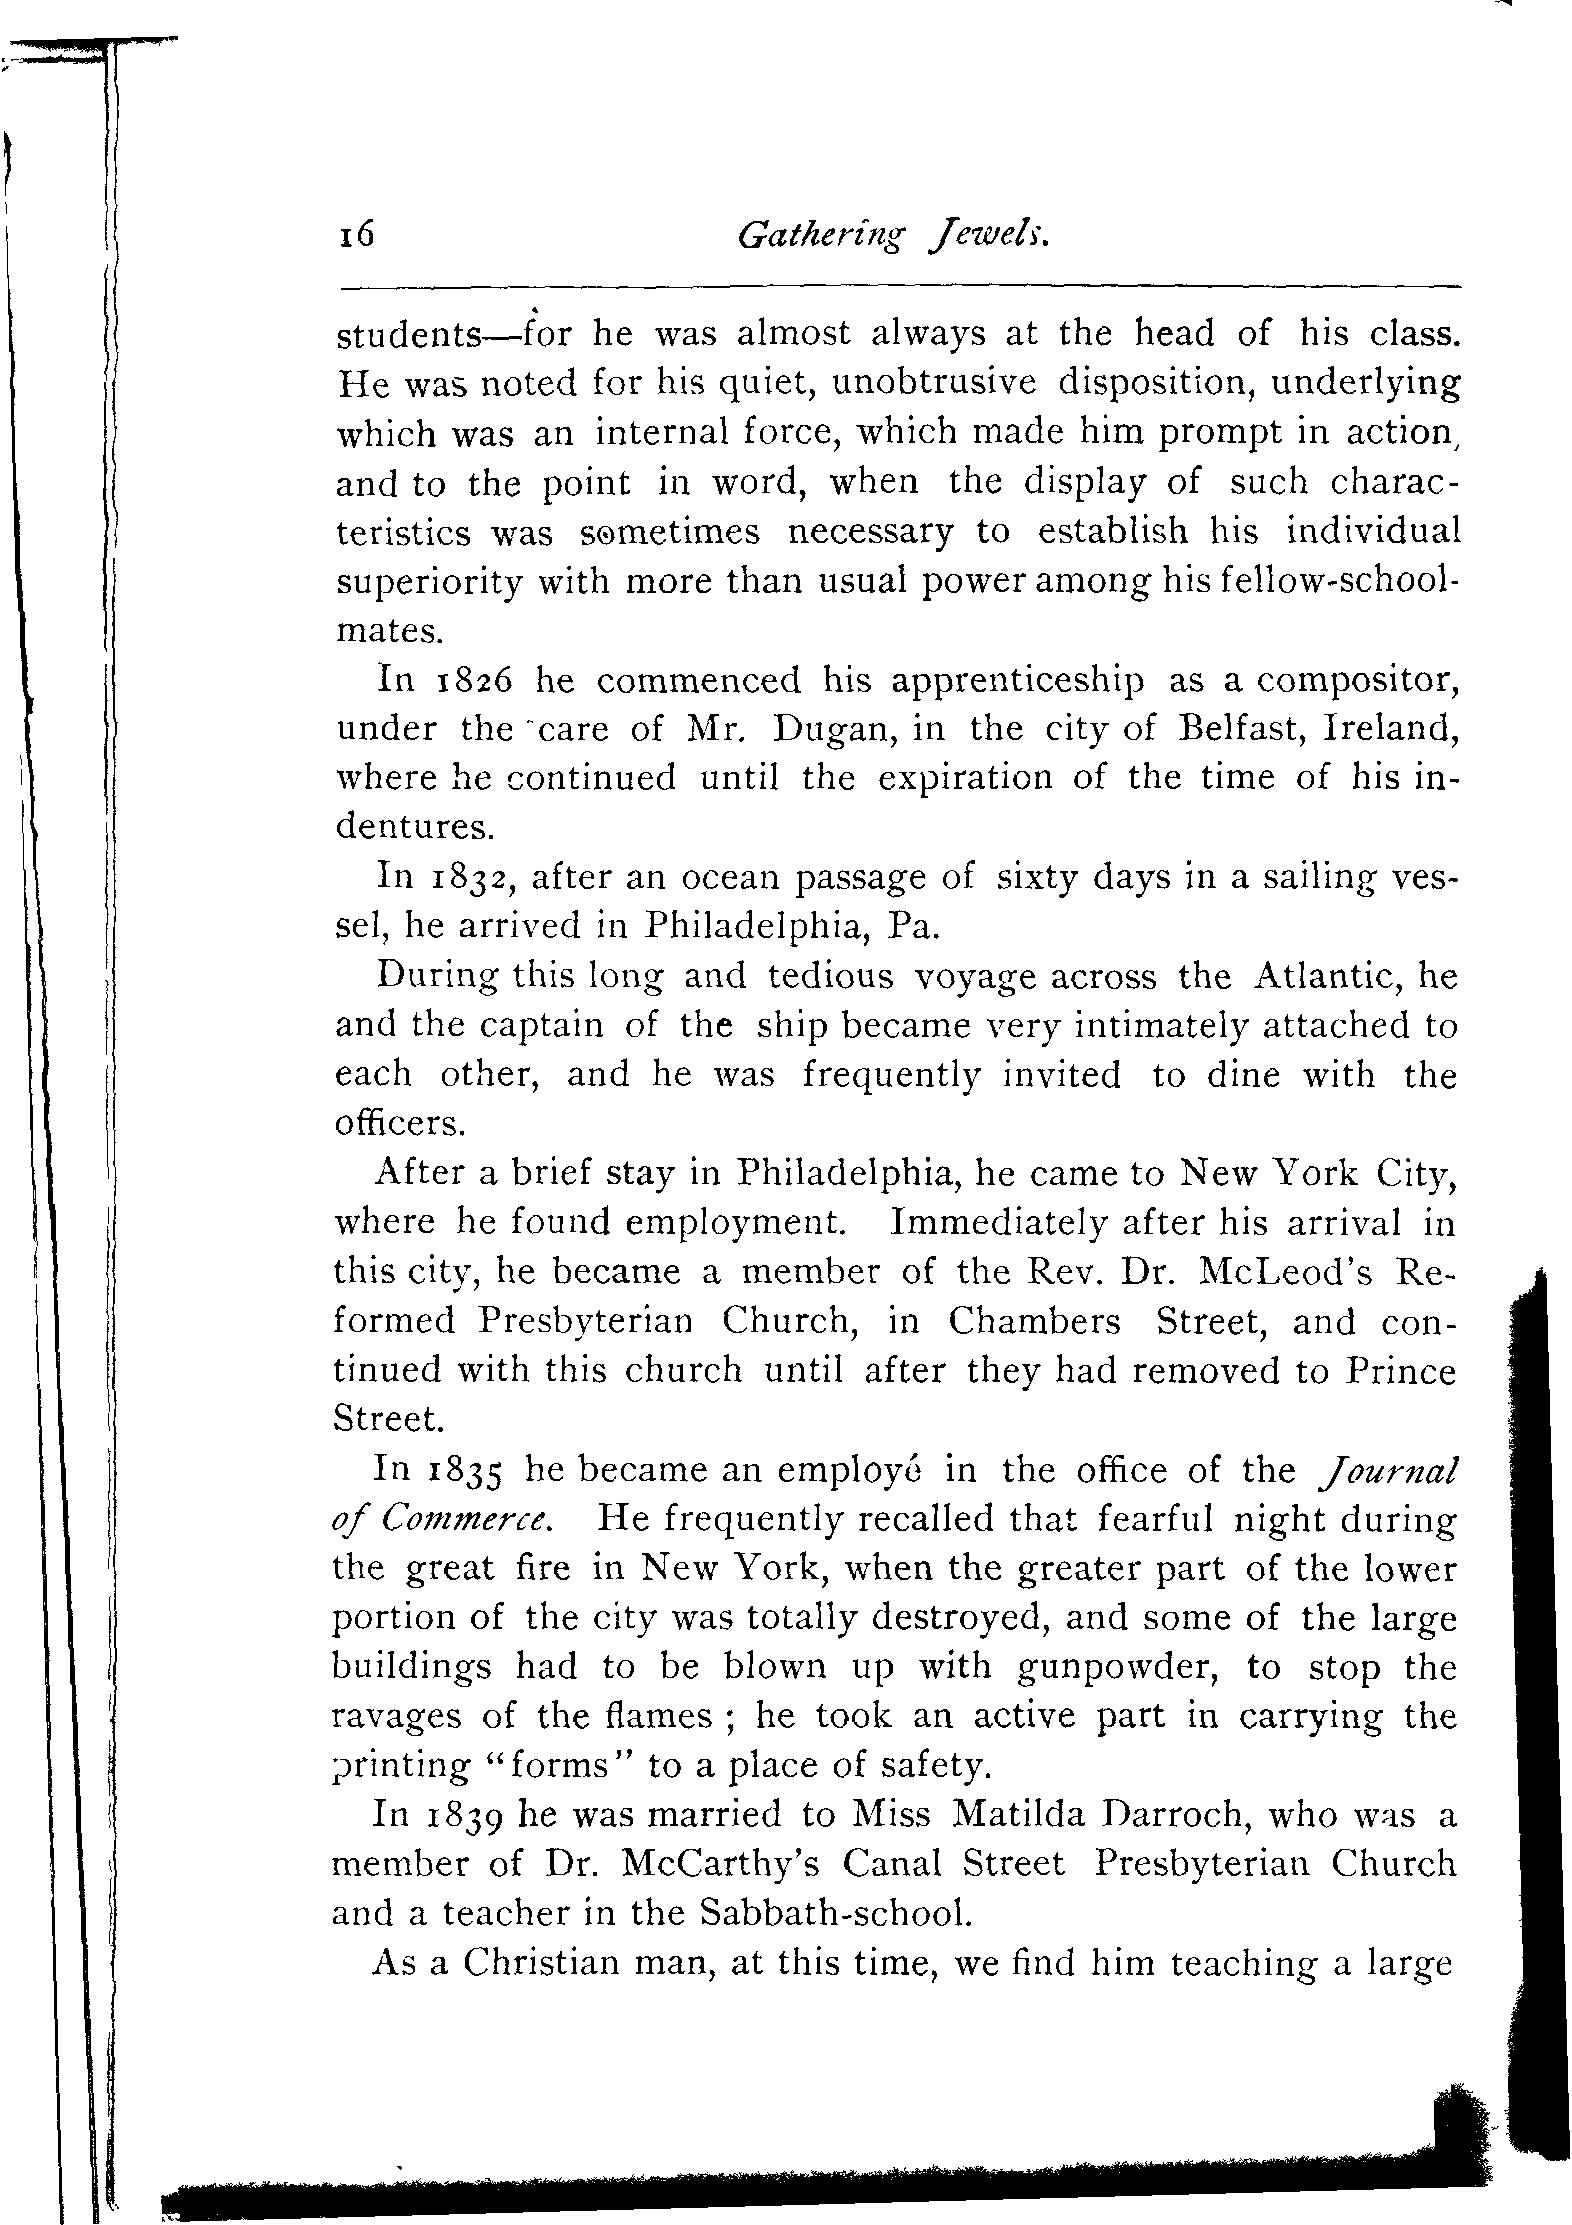 16 Gathering Jewels.
students—for he was almost always at the head of his class.
He was noted for his quiet, unobtrusive disposition, underlying
which was an internal force, which made him prompt in action,
and to the point in word, when the display of such charac-
teristics was sometimes necessary to establish his individual
superiority with more than usual power among his fellow-school-
mates.
In 1826 he commenced his apprenticeship as a compositor,
under the care of Mr. Dugan, in the city of Belfast, Ireland,
where he continued until the expiration of the time of his in-
dentures.
In 1832, after an ocean passage of sixty days in a sailing ves-
sel, he arrived in Philadelphia, Pa.
During this long and tedious voyage across the Atlantic, he
and the captain of the ship became very intimately attached to
each other, and he was frequently invited to dine with the
officers.
After a brief stay in Philadelphia, he came to New York City,
where he found employment. Immediately after his arrival in
this city, he became a member of the Rev. Dr. McLeod's Re-
formed Presbyterian Church, in Chambers Street, and con-
tinued with this church until after they had removed to Prince
Street.
In 1835 he became an employé in the office of the Journal
of Commerce. He frequently recalled that fearful night during
the great fire in New York, when the greater part of the lower
portion of the city was totally destroyed, and some of the large
buildings had to be blown up with gunpowder, to stop the
ravages of the flames ; he took an active part in carrying the
printing "forms" to a place of safety.
In 1839 he was married to Miss Matilda Darroch, who was a
member of Dr. McCarthy's Canal Street Presbyterian Church
and a teacher in the Sabbath-school.
As a Christian man, at this time, we find him teaching a large